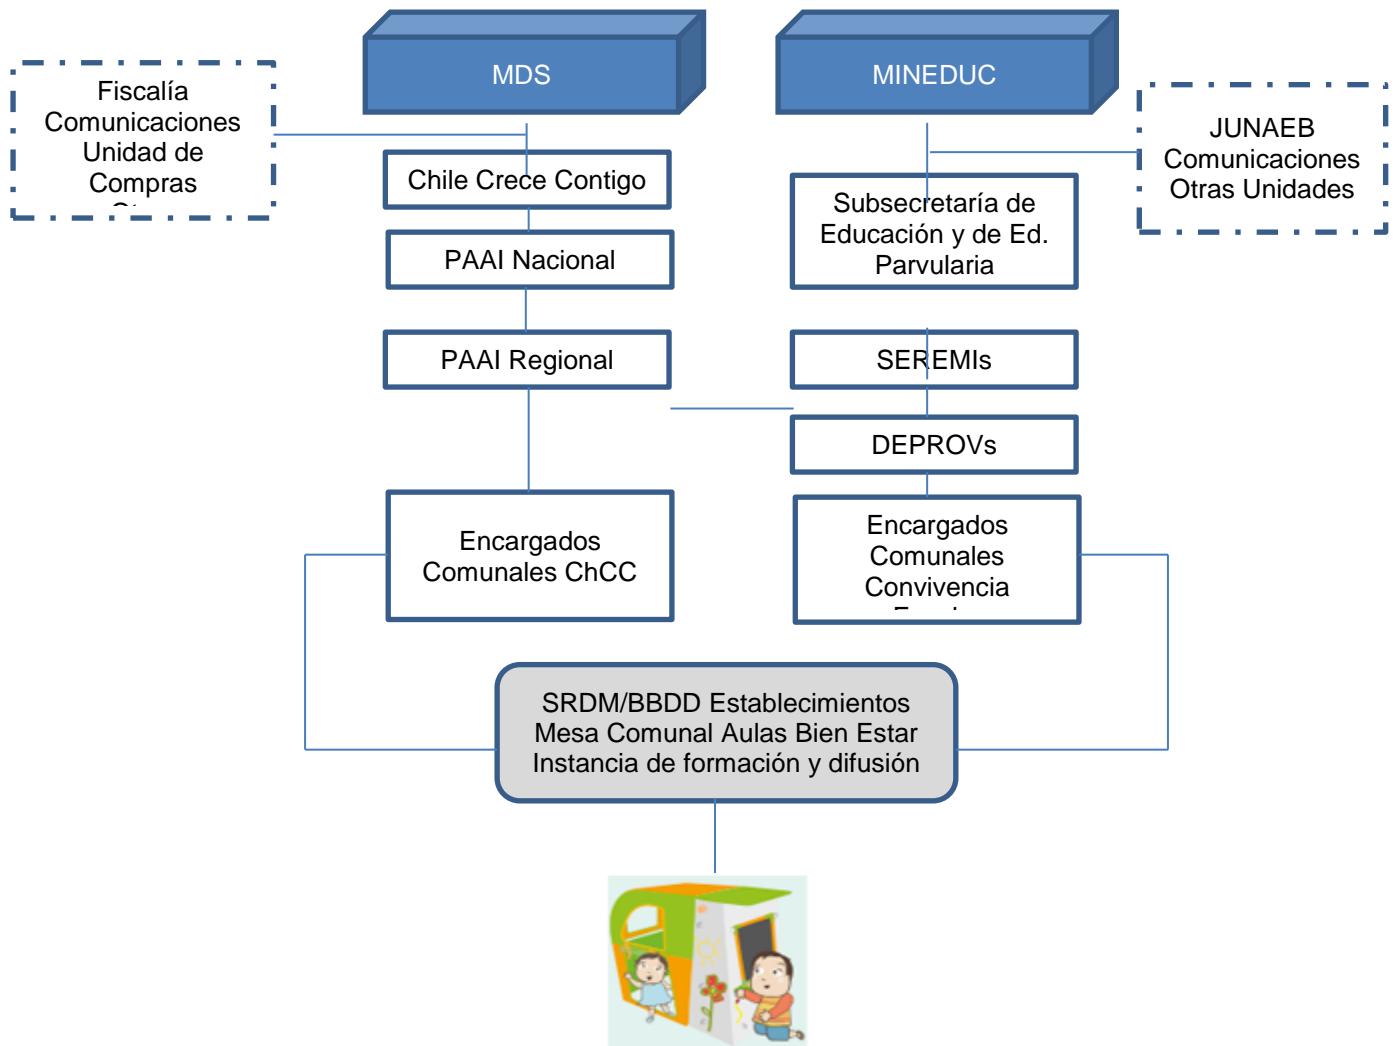 MDS
MINEDUC
Fiscalía
Comunicaciones
Unidad de
Compras
JUNAEB
Comunicaciones
Otras Unidades
Chile Crece Contigo
Subsecretaría de
Educación y de Ed.
Parvularia
PAAI Nacional
PAAI Regional
SEREMIs
DEPROVs
Encargados
Comunales ChCC
Encargados
Comunales
Convivencia
SRDM/BBDD Establecimientos
Mesa Comunal Aulas Bien Estar
Instancia de formación y difusión